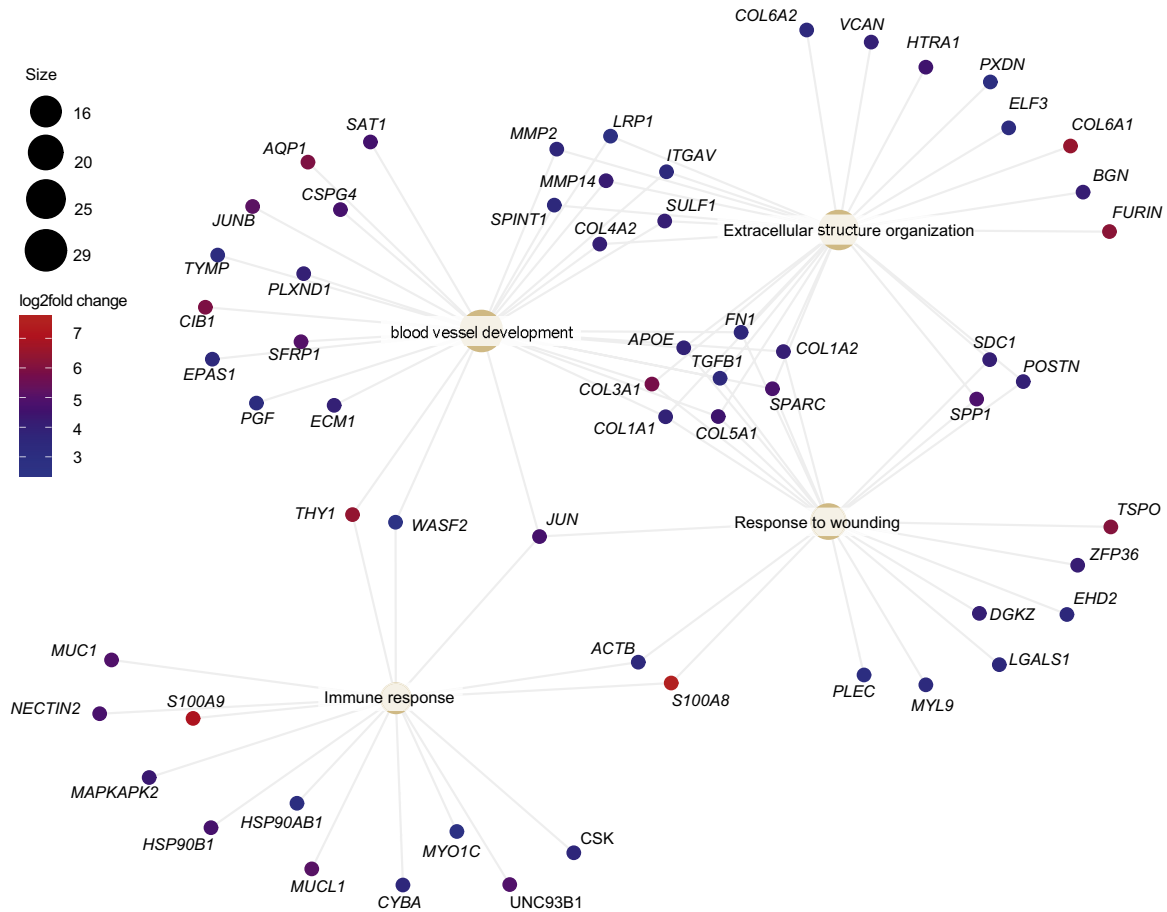 COL6A2
VCAN
HTRA1
PXDN
ELF3
COL6A1
BGN
FURIN
Size
16
20
25
29
SAT1
AQP1
CSPG4
JUNB
TYMP
PLXND1
CIB1
SFRP1
EPAS1
PGF
ECM1
LRP1
MMP2
ITGAV
MMP14
SPINT1
SULF1
COL4A2
Extracellular structure organization
log2fold change
7
6
5
4
3
blood vessel development
FN1
APOE
COL1A2
TGFB1
COL3A1
SPARC
COL1A1
COL5A1
SDC1
POSTN
SPP1
THY1
WASF2
JUN
Response to wounding
TSPO
ZFP36
EHD2
DGKZ
LGALS1
MYL9
PLEC
ACTB
S100A8
MUC1
NECTIN2
S100A9
Immune response
MAPKAPK2
HSP90AB1
HSP90B1
MUCL1
CYBA
MYO1C
CSK
UNC93B1